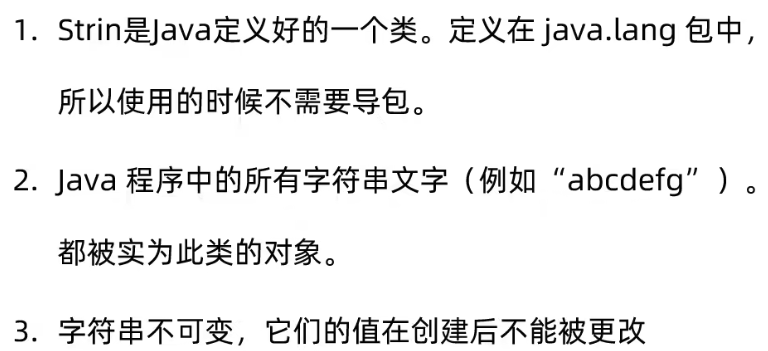 1. Strin是Java定义好的一个类。定义在 java.lang 包中，
所以使用的时候不需要导包。
2. Java 程序中的所有字符串文字（例如“abcdefg”）。
都被实为此类的对象。
3. 字符串不可变，它们的值在创建后不能被更改